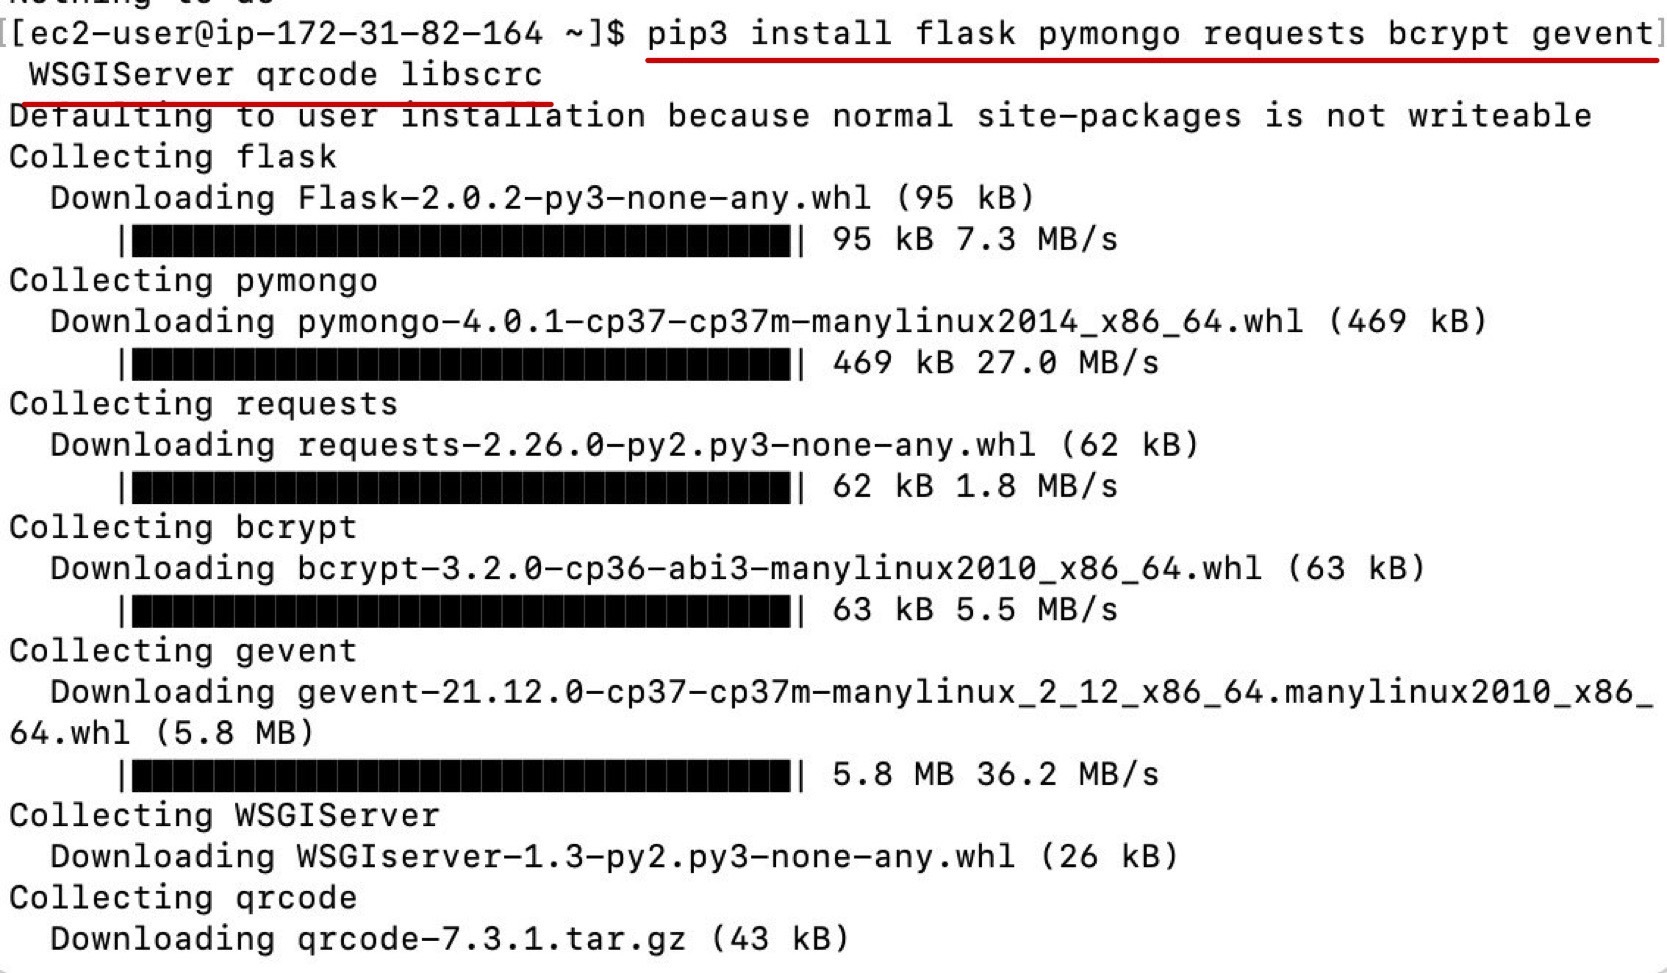 Nothing to do
[[ec2-user@ip-172-31-82-164 ~]$ pip3 install flask pymongo requests bcrypt gevent]
WSGIServer qrcode libscrc
Defaulting to user installation because normal site-packages is not writeable
Collecting flask
Downloading Flask-2.0.2-py3-none-any.whl (95 kB)
|████████████████████████████████| 95 kB 7.3 MB/s
Collecting pymongo
Downloading pymongo-4.0.1-cp37-cp37m-manylinux2014_x86_64.whl (469 kB)
|████████████████████████████████| 469 kB 27.0 MB/s
Collecting requests
Downloading requests-2.26.0-py2.py3-none-any.whl (62 kB)
|████████████████████████████████| 62 kB 1.8 MB/s
Collecting bcrypt
Downloading bcrypt-3.2.0-cp36-abi3-manylinux2010_x86_64.whl (63 kB)
|████████████████████████████████| 63 kB 5.5 MB/s
Collecting gevent
Downloading gevent-21.12.0-cp37-cp37m-manylinux_2_12_x86_64.manylinux2010_x86_
64.whl (5.8 MB)
|████████████████████████████████| 5.8 MB 36.2 MB/s
Collecting WSGIServer
Downloading WSGIserver-1.3-py2.py3-none-any.whl (26 kB)
Collecting qrcode
Downloading qrcode-7.3.1.tar.gz (43 kB)